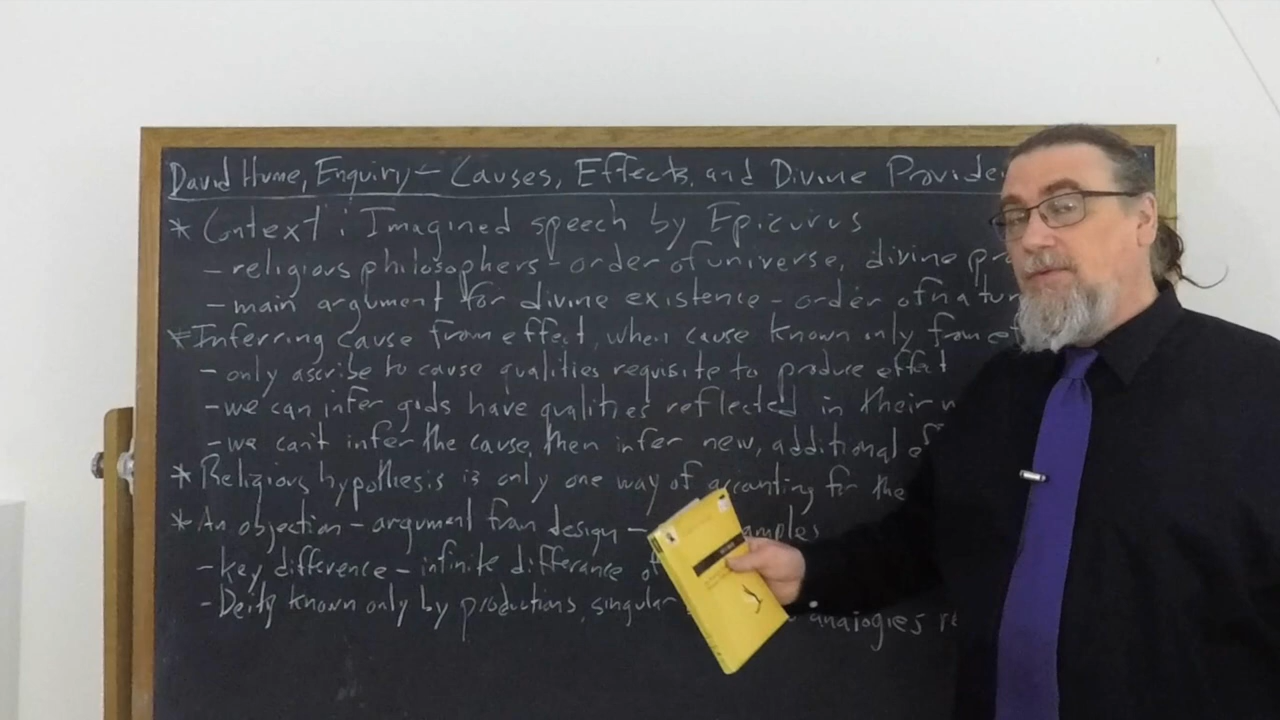 David Hume, Enquiry – Causes, Effects, and Divine Provide
* Context: Imagined speech by Epicurus
– religious philosophers – order of universe, divine pr
– main argument for divine existence – order of natur
* Inferring cause from effect, when cause known only from ef
– only ascribe to cause qualities requisite to produce effect
– we can infer gods have qualities reflected in their w
– we can't infer the cause, then infer new, additional ef
* Religious hypothesis is only one way of accounting for the
* An objection – argument from design – amples
– key difference – infinite differance of
– Deity known only by productions, singular analogies re